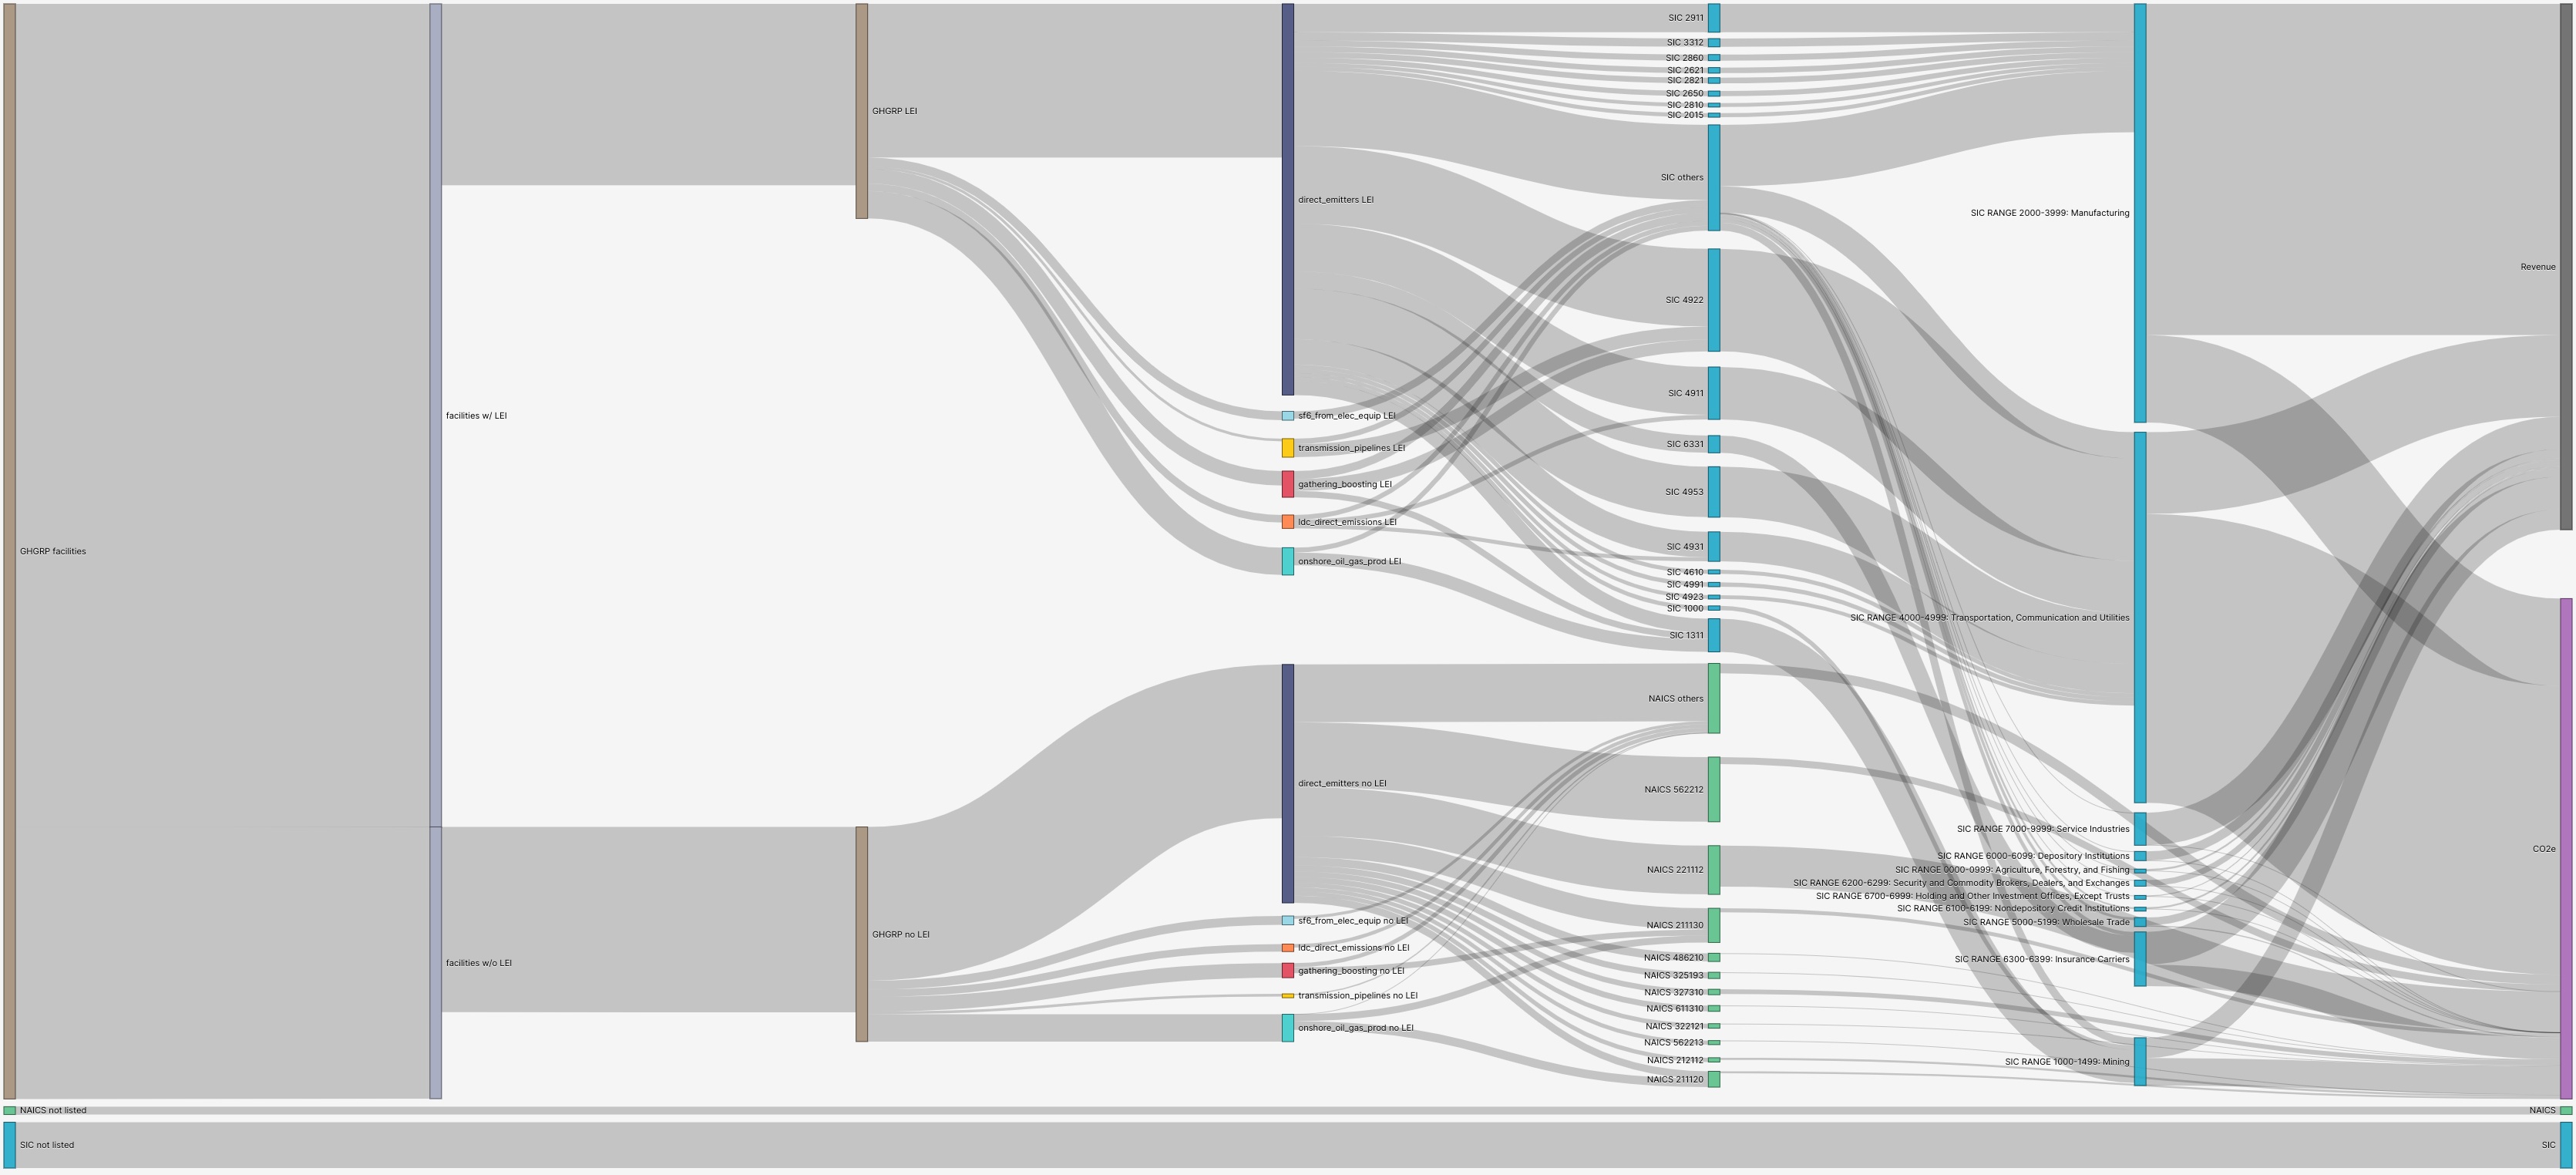 GHGRP facilities
NAICS not listed
SIC not listed
facilities w/ LEI
facilities w/o LEI
GHGRP LEI
GHGRP no LEI
direct_emitters LEI
sf6_from_elec_equip LEI
transmission_pipelines LEI
gathering_boosting LEI
ldc_direct_emissions LEI
onshore_oil_gas_prod LEI
direct_emitters no LEI
sf6_from_elec_equip no LEI
ldc_direct_emissions no LEI
gathering_boosting no LEI
transmission_pipelines no LEI
onshore_oil_gas_prod no LEI
SIC 2911
SIC 3312
SIC 2860
SIC 2621
SIC 2821
SIC 2650
SIC 2810
SIC 2015
SIC others
SIC 4922
SIC 4911
SIC 6331
SIC 4953
SIC 4931
SIC 4610
SIC 4991
SIC 4923
SIC 1000
SIC 1311
NAICS others
NAICS 562212
NAICS 221112
NAICS 211130
NAICS 486210
NAICS 325193
NAICS 327310
NAICS 611310
NAICS 322121
NAICS 562213
NAICS 212112
NAICS 211120
SIC RANGE 2000-3999: Manufacturing
SIC RANGE 4000-4999: Transportation, Communication and Utilities
SIC RANGE 7000-9999: Service Industries
SIC RANGE 6000-6099: Depository Institutions
SIC RANGE 0000-0999: Agriculture, Forestry, and Fishing
SIC RANGE 6200-6299: Security and Commodity Brokers, Dealers, and Exchanges
SIC RANGE 6700-6999: Holding and Other Investment Offices, Except Trusts
SIC RANGE 6100-6199: Nondepository Credit Institutions
SIC RANGE 5000-5199: Wholesale Trade
SIC RANGE 6300-6399: Insurance Carriers
SIC RANGE 1000-1499: Mining
Revenue
CO2e
NAICS
SIC